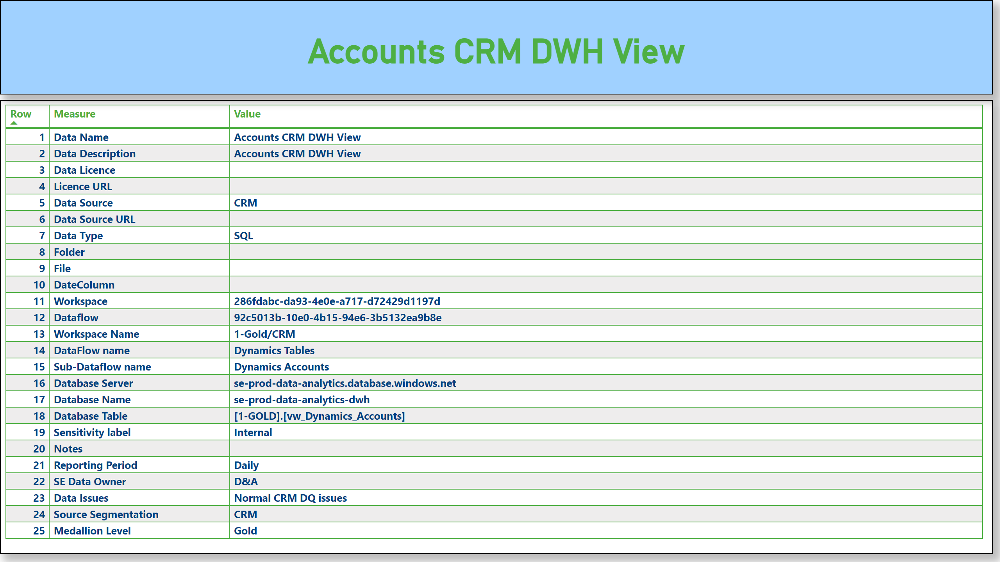 Accounts CRM DWH View
Row Measure Value
1 Data Name Accounts CRM DWH View
2 Data Description Accounts CRM DWH View
3 Data Licence
4 Licence URL
5 Data Source CRM
6 Data Source URL
7 Data Type SQL
8 Folder
9 File
10 DateColumn
11 Workspace 286fdabc-da93-4e0e-a717-d72429d1197d
12 Dataflow 92c5013b-10e0-4b15-94e6-3b5132ea9b8e
13 Workspace Name 1-Gold/CRM
14 DataFlow name Dynamics Tables
15 Sub-Dataflow name Dynamics Accounts
16 Database Server se-prod-data-analytics.database.windows.net
17 Database Name se-prod-data-analytics-dwh
18 Database Table [1-GOLD].[vw_Dynamics_Accounts]
19 Sensitivity label Internal
20 Notes
21 Reporting Period Daily
22 SE Data Owner D&A
23 Data Issues Normal CRM DQ issues
24 Source Segmentation CRM
25 Medallion Level Gold